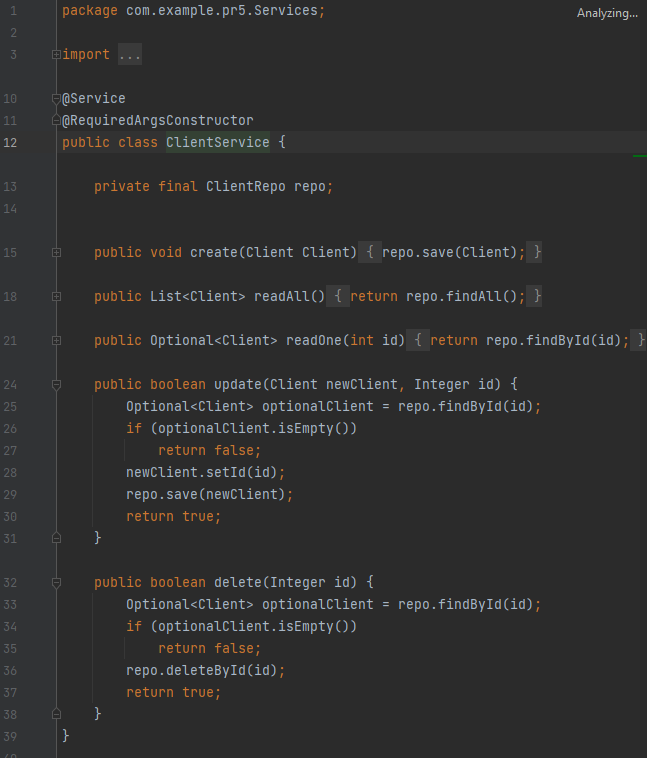 1 package com.example.pr5.Services;
Analyzing...
2
3 import ...
10 @Service
11 @RequiredArgsConstructor
12 public class ClientService {
13 private final ClientRepo repo;
14
15 public void create(Client Client) { repo.save(Client); }
18 public List<Client> readAll() { return repo.findAll(); }
21 public Optional<Client> readOne(int id) { return repo.findById(id); }
24 public boolean update(Client newClient, Integer id) {
25 Optional<Client> optionalClient = repo.findById(id);
26 if (optionalClient.isEmpty())
27 return false;
28 newClient.setId(id);
29 repo.save(newClient);
30 return true;
31 }
32 public boolean delete(Integer id) {
33 Optional<Client> optionalClient = repo.findById(id);
34 if (optionalClient.isEmpty())
35 return false;
36 repo.deleteById(id);
37 return true;
38 }
39 }